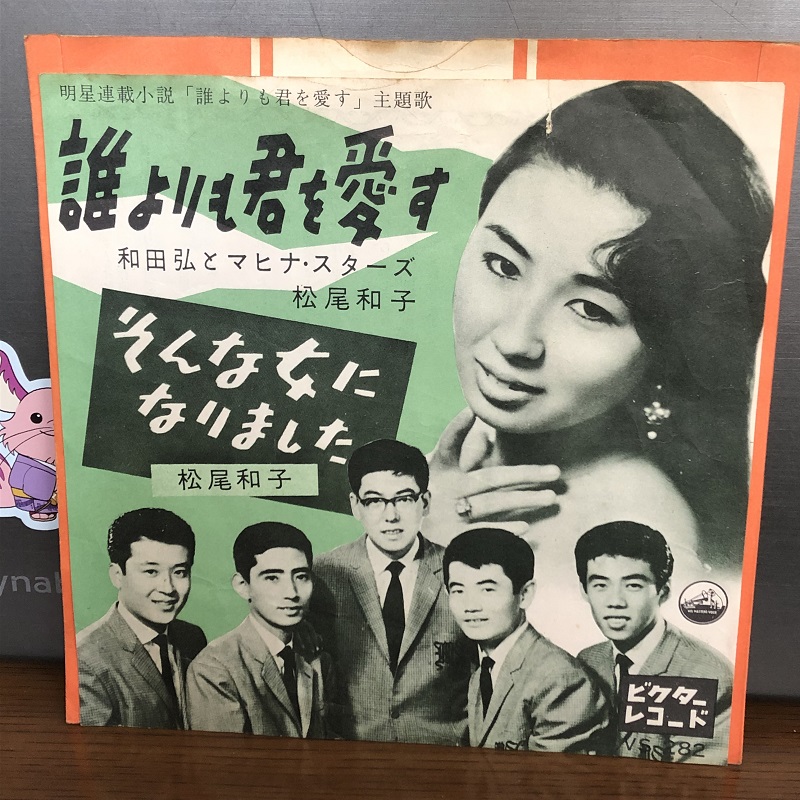 明星連載小説「誰よりも君を愛す」主題歌
誰よりも君を愛す
和田弘とマヒナ・スターズ
松尾和子
そんな女に
なりました
松尾和子
ビクター
レコード
VS-282